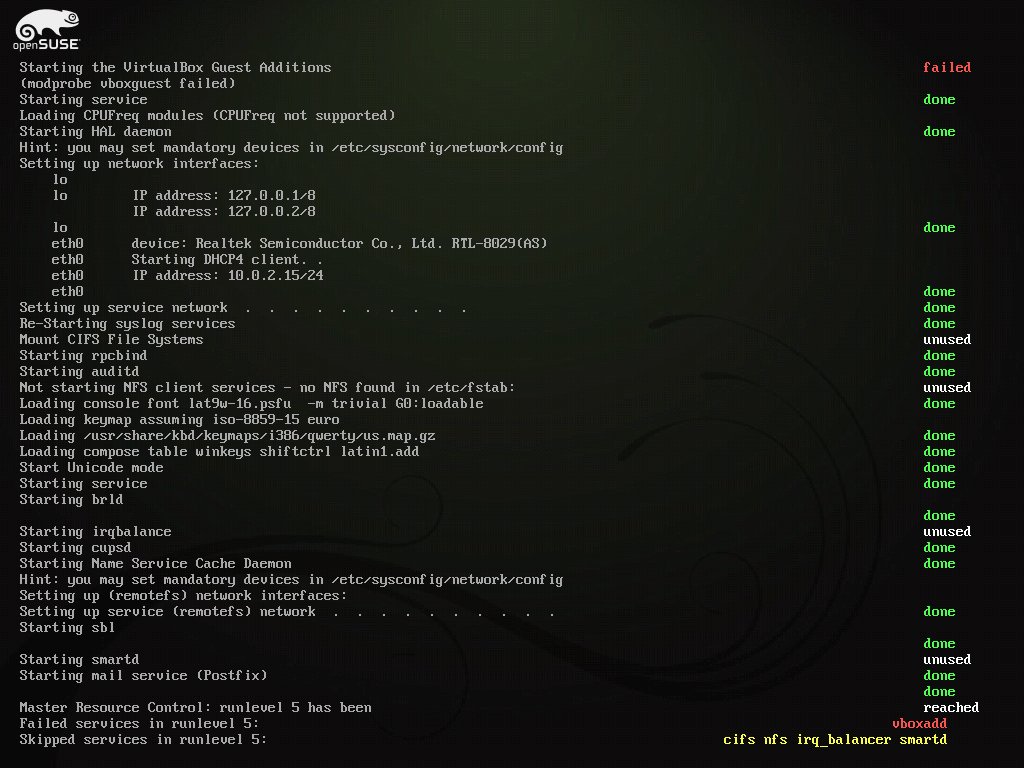 openSUSE
Starting the VirtualBox Guest Additions failed
(modprobe vboxguest failed)
Starting service done
Loading CPUFreq modules (CPUFreq not supported)
Starting HAL daemon done
Hint: you may set mandatory devices in /etc/sysconfig/network/config
Setting up network interfaces:
lo
lo IP address: 127.0.0.1/8
IP address: 127.0.0.2/8
lo done
eth0 device: Realtek Semiconductor Co., Ltd. RTL-8029(AS)
eth0 Starting DHCP4 client. .
eth0 IP address: 10.0.2.15/24
eth0 done
Setting up service network . . . . . . . . . . done
Re-Starting syslog services done
Mount CIFS File Systems unused
Starting rpcbind done
Starting auditd done
Not starting NFS client services - no NFS found in /etc/fstab: unused
Loading console font lat9w-16.psfu -m trivial G0:loadable done
Loading keymap assuming iso-8859-15 euro
Loading /usr/share/kbd/keymaps/i386/qwerty/us.map.gz done
Loading compose table winkeys shiftctrl latin1.add done
Start Unicode mode done
Starting service done
Starting brld
done
Starting irqbalance unused
Starting cupsd done
Starting Name Service Cache Daemon done
Hint: you may set mandatory devices in /etc/sysconfig/network/config
Setting up (remotefs) network interfaces:
Setting up service (remotefs) network . . . . . . . . . . done
Starting sbl
done
Starting smartd unused
Starting mail service (Postfix) done
done
Master Resource Control: runlevel 5 has been reached
Failed services in runlevel 5: vboxadd
Skipped services in runlevel 5: cifs nfs irq_balancer smartd